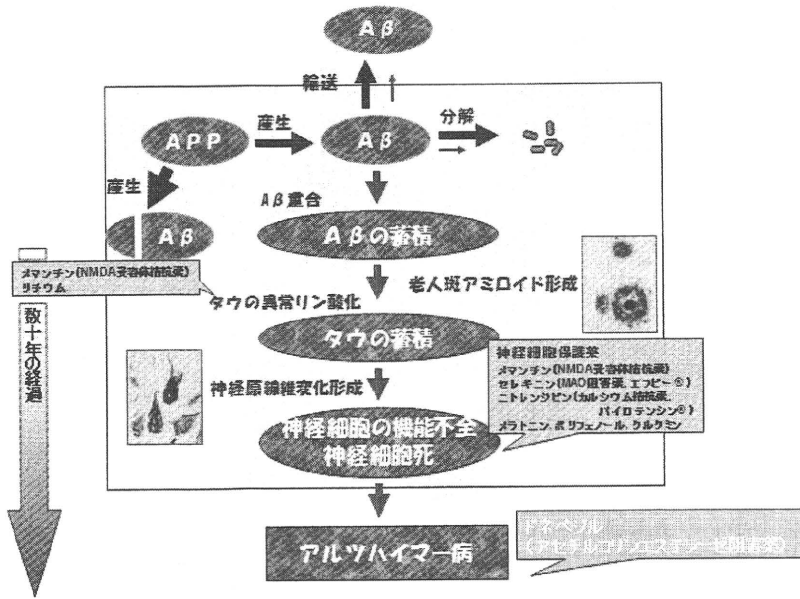 Aβ
輸送
APP
産生
Aβ
分解
産生
Aβ
Aβ重合
Aβの蓄積
メマンチン(NMDA受容体拮抗薬)
リチウム
老人斑アミロイド形成
タウの異常リン酸化
タウの蓄積
数十年の経過
神経原線維変化形成
神経細胞保護薬
メマンチン(NMDA受容体拮抗薬)
セレギニン(MAO阻害薬、エフピー®)
ニトレンジピン(カルシウム拮抗薬、
バイロテンシン®)
メラトニン、ポリフェノール、クルクミン
神経細胞の機能不全
神経細胞死
アルツハイマー病
ドネペジル
(アセチルコリンエステラーゼ阻害薬)